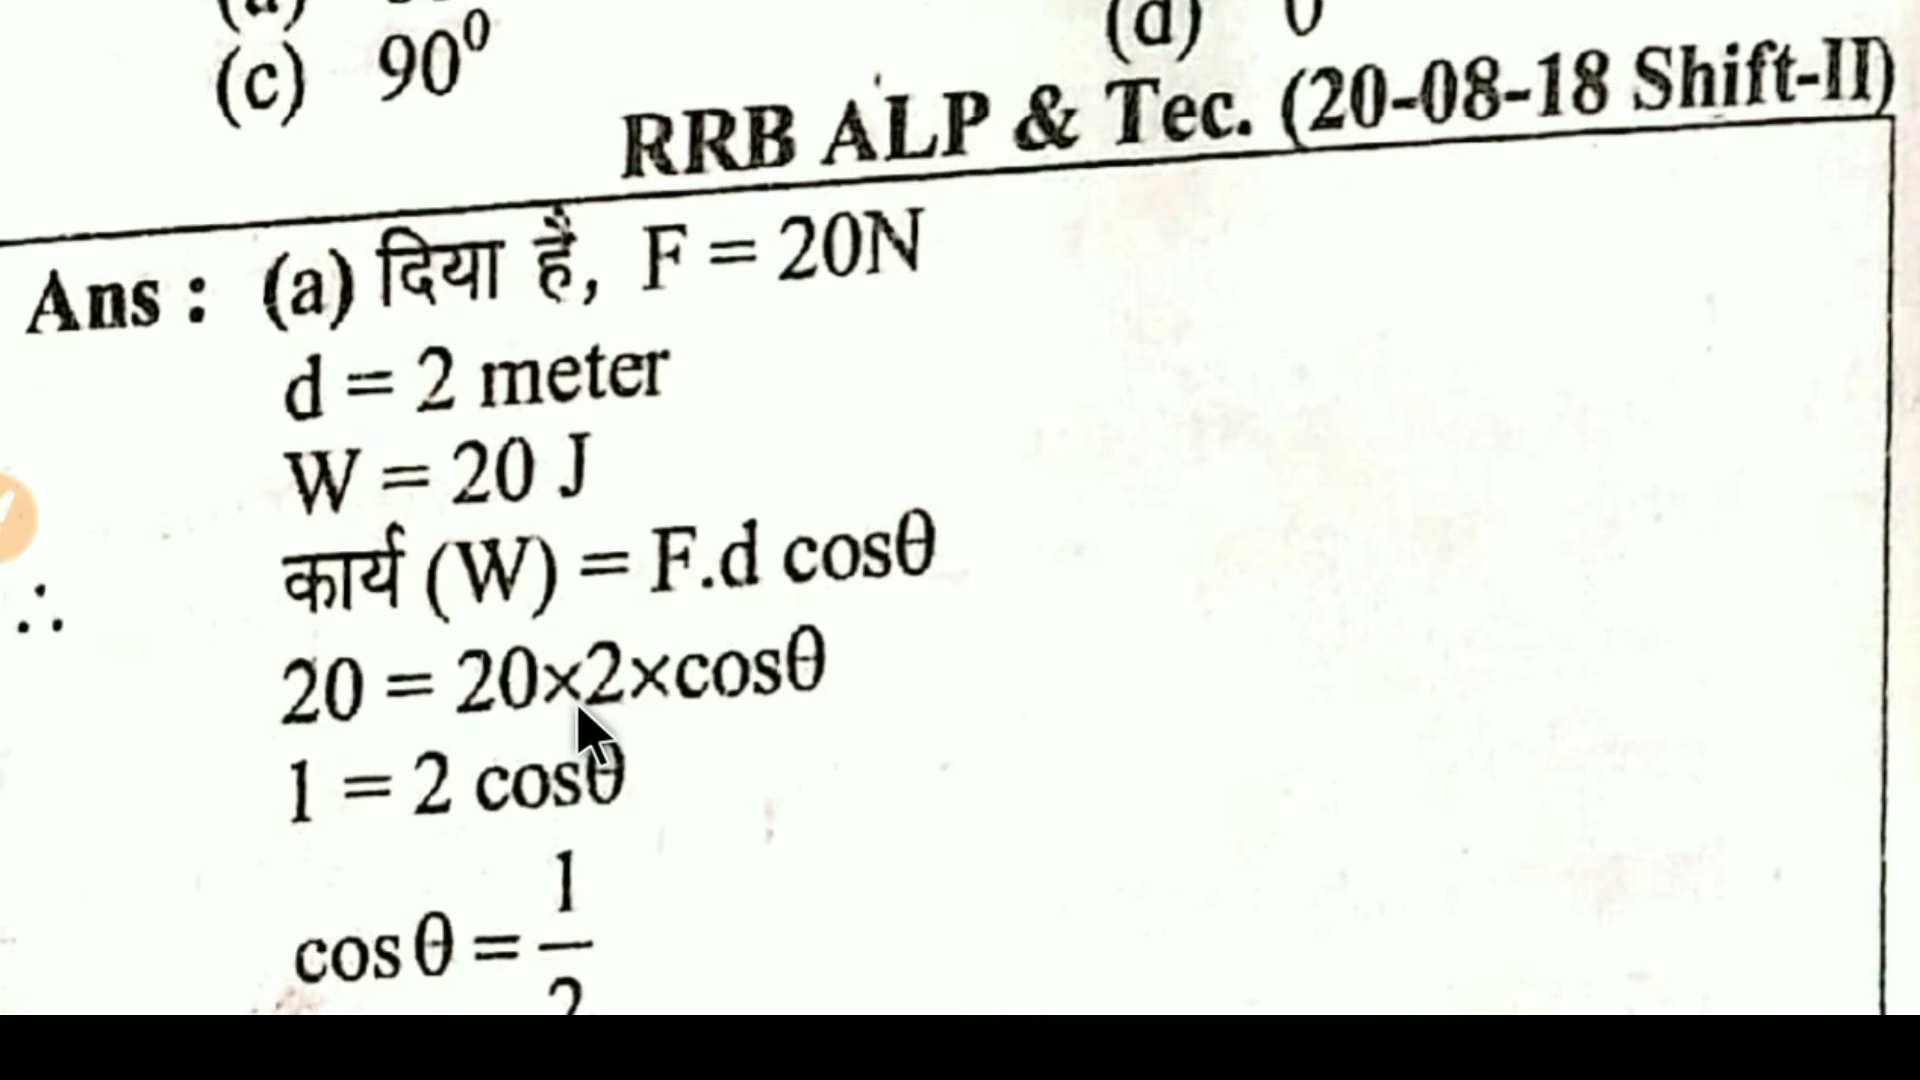 (c) 90⁰
(d) 0
RRB ALP & Tec. (20-08-18 Shift-II)
Ans : (a) दिया है, F = 20N
d = 2 meter
W = 20 J
∴ कार्य (W) = F.d cosθ
20 = 20×2×cosθ
1 = 2 cosθ
cos θ = 1/2